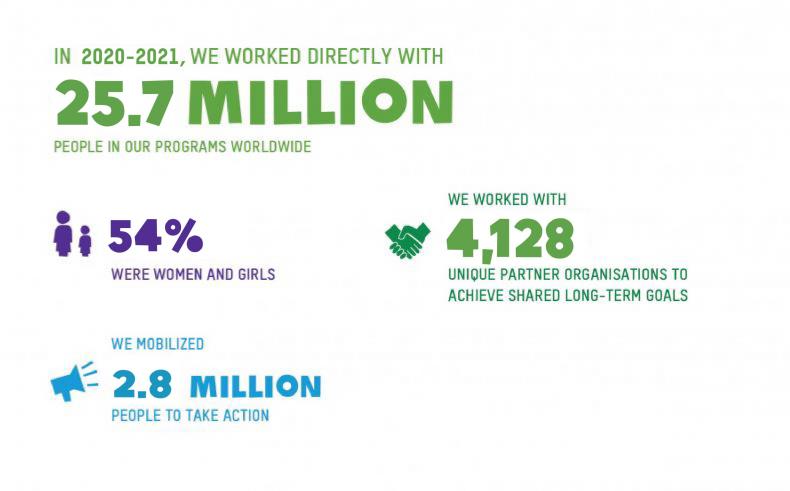 IN 2020-2021, WE WORKED DIRECTLY WITH
25.7 MILLION
PEOPLE IN OUR PROGRAMS WORLDWIDE
54%
WERE WOMEN AND GIRLS
WE WORKED WITH
4,128
UNIQUE PARTNER ORGANISATIONS TO
ACHIEVE SHARED LONG-TERM GOALS
WE MOBILIZED
2.8 MILLION
PEOPLE TO TAKE ACTION